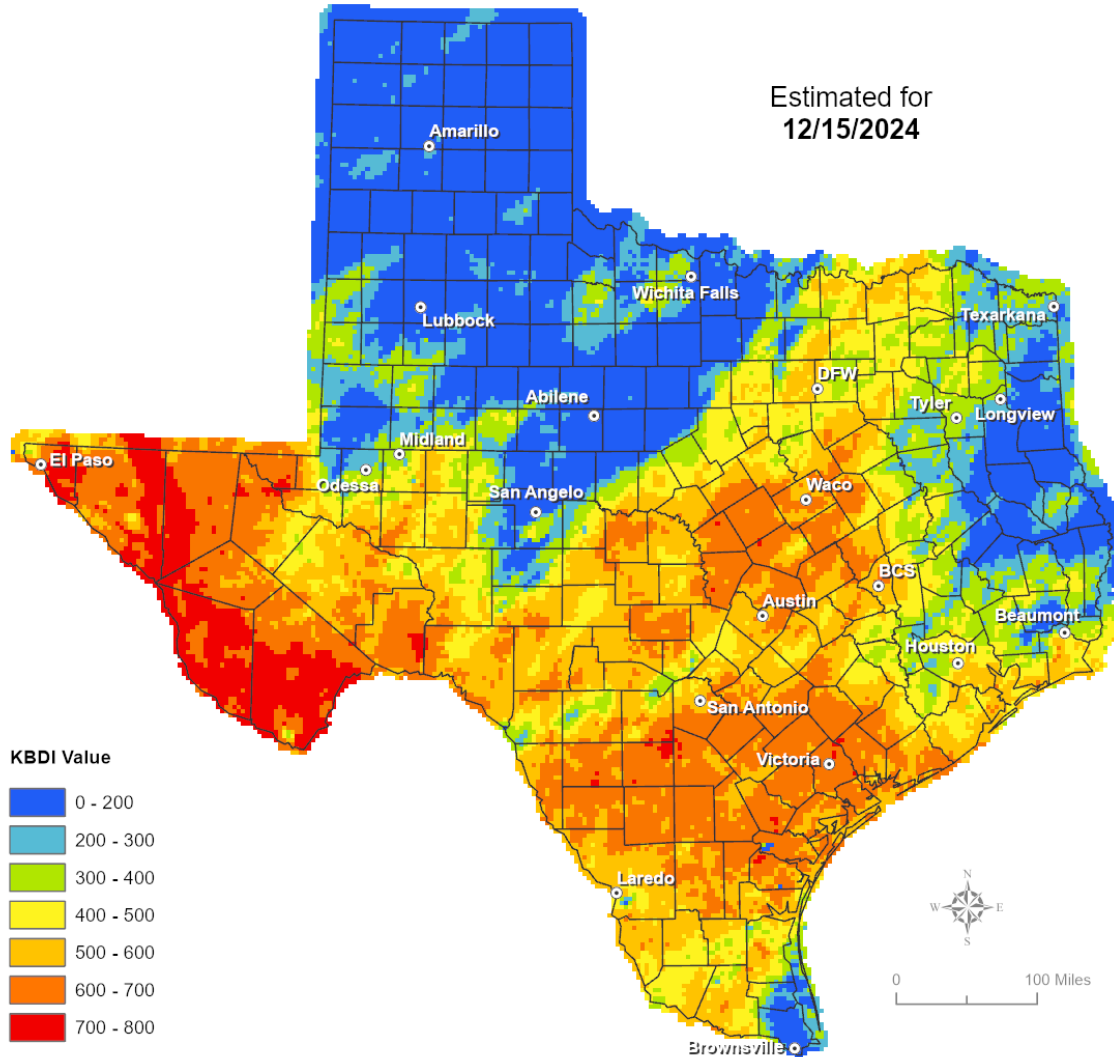 Estimated for
12/15/2024
Amarillo
Wichita Falls
Lubbock
Texarkana
DFW
Abilene
Tyler
Longview
Midland
El Paso
Odessa
San Angelo
Waco
BCS
Austin
Beaumont
Houston
San Antonio
Victoria
KBDI Value
0 - 200
200 - 300
300 - 400
400 - 500
500 - 600
600 - 700
700 - 800
Laredo
N
W E
S
0 100 Miles
Brownsville